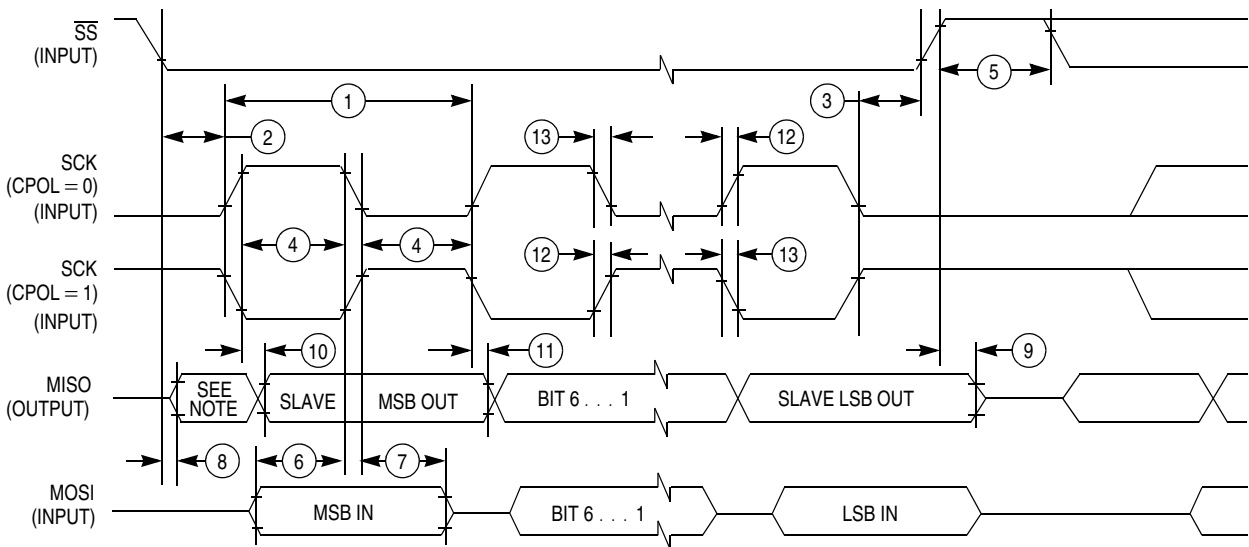 SS
(INPUT)
5
1
3
2
13
12
SCK
(CPOL = 0)
(INPUT)
4
4
SCK
(CPOL = 1)
(INPUT)
12
13
10
11
9
MISO
(OUTPUT)
SEE
NOTE
SLAVE
MSB OUT
BIT 6 . . . 1
SLAVE LSB OUT
8
6
7
MOSI
(INPUT)
MSB IN
BIT 6 . . . 1
LSB IN